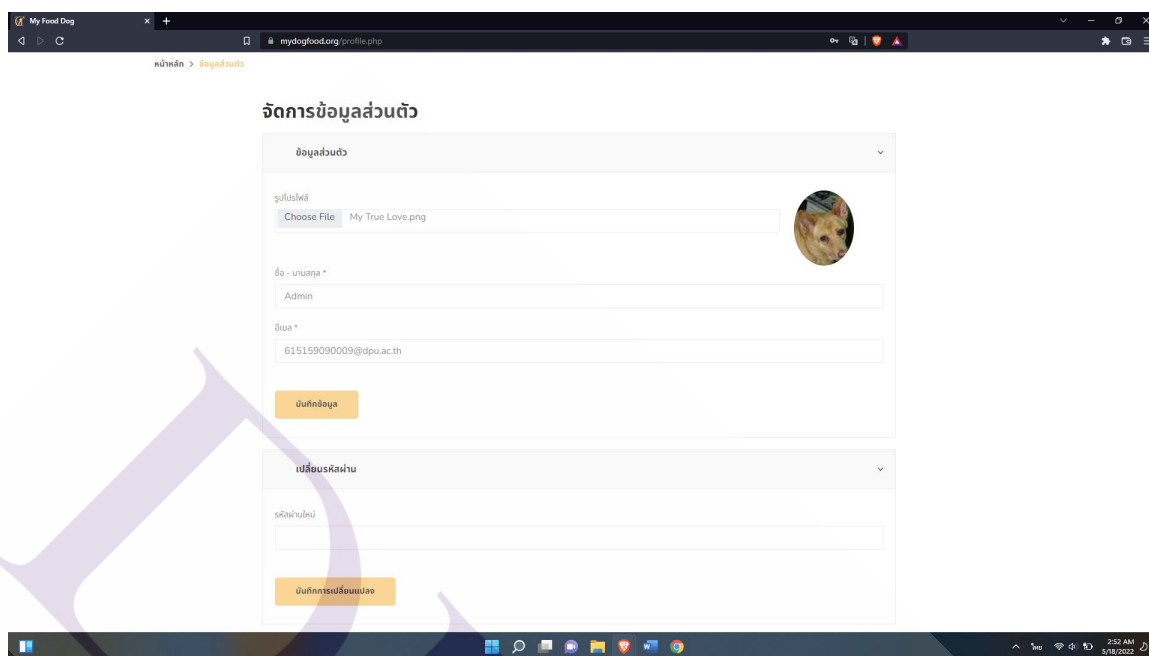 My Food Dog
mydogfood.org/profile.php
หน้าหลัก > ข้อมูลส่วนตัว
จัดการข้อมูลส่วนตัว
ข้อมูลส่วนตัว
รูปโปรไฟล์
Choose File My True Love.png
ชื่อ - นามสกุล *
Admin
อีเมล *
615159090009@dpu.ac.th
บันทึกข้อมูล
เปลี่ยนรหัสผ่าน
รหัสผ่านใหม่
บันทึกการเปลี่ยนแปลง
ไทย
2:52 AM
5/18/2022